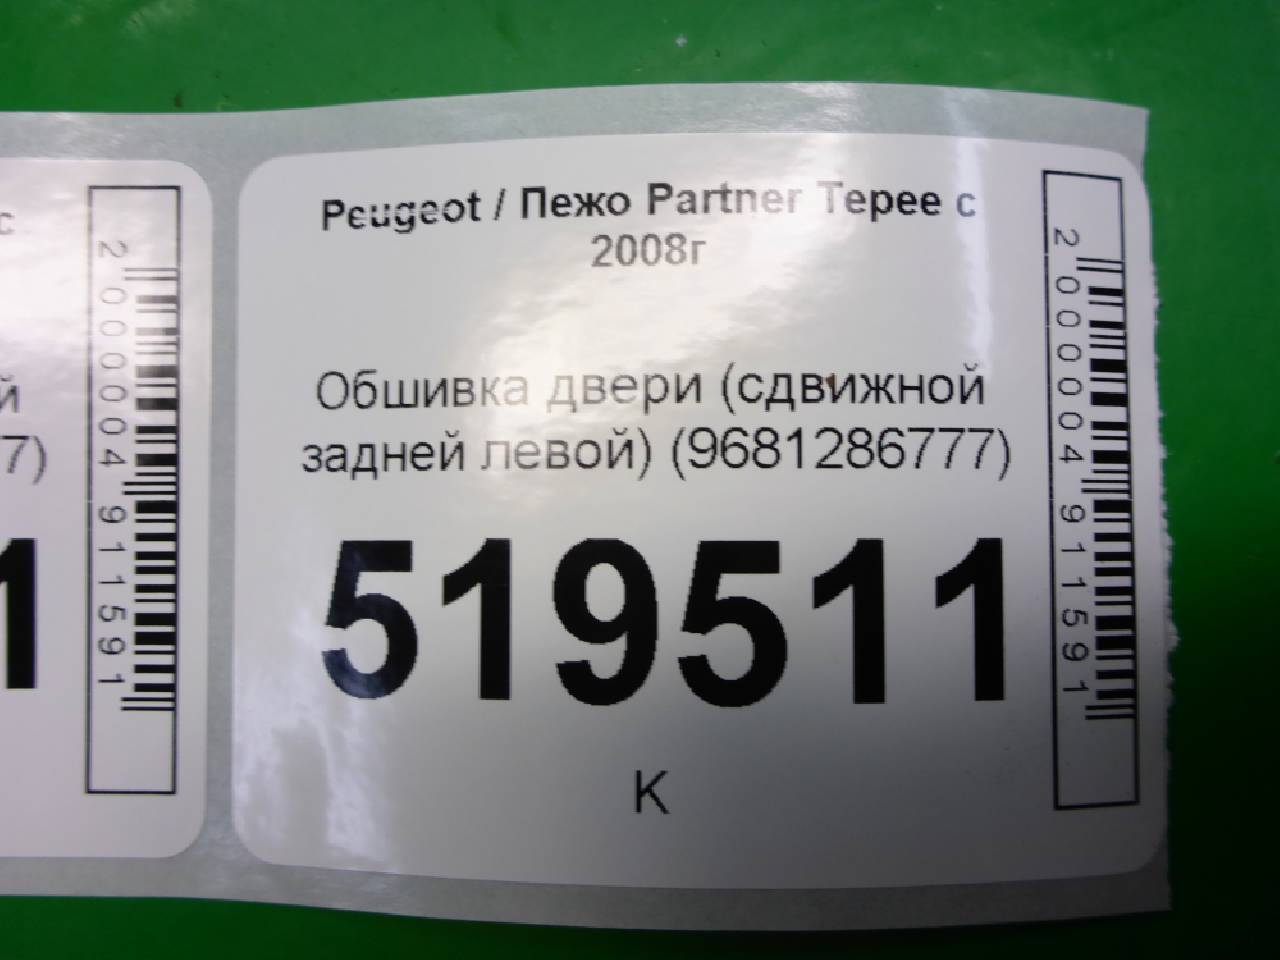 с
й
7)
1
2000004911591
Peugeot / Пежо Partner Tepee с
2008г
Обшивка двери (сдвижной
задней левой) (9681286777)
519511
К
2000004911591